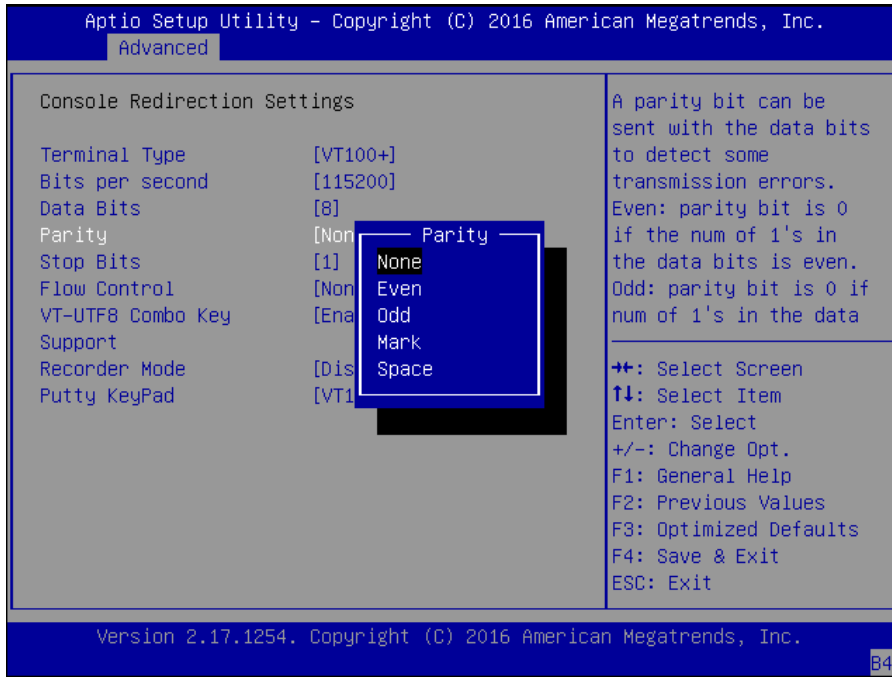 Aptio Setup Utility – Copyright (C) 2016 American Megatrends, Inc.
Advanced
Console Redirection Settings
Terminal Type [VT100+]
Bits per second [115200]
Data Bits [8]
Parity [Non
Stop Bits [1]
Flow Control [Non
VT-UTF8 Combo Key [Ena
Support
Recorder Mode [Dis
Putty KeyPad [VT1
Parity
None
Even
Odd
Mark
Space
A parity bit can be
sent with the data bits
to detect some
transmission errors.
Even: parity bit is 0
if the num of 1's in
the data bits is even.
Odd: parity bit is 0 if
num of 1's in the data
→←: Select Screen
↑↓: Select Item
Enter: Select
+/-: Change Opt.
F1: General Help
F2: Previous Values
F3: Optimized Defaults
F4: Save & Exit
ESC: Exit
Version 2.17.1254. Copyright (C) 2016 American Megatrends, Inc.
B4